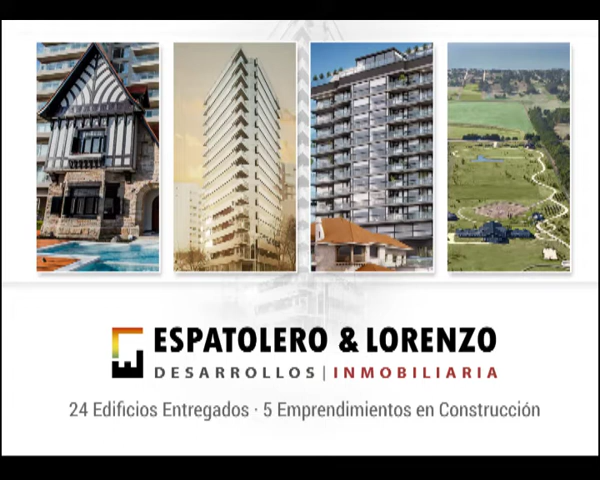 ESPATOLERO & LORENZO
DESARROLLOS | INMOBILIARIA
24 Edificios Entregados · 5 Emprendimientos en Construcción